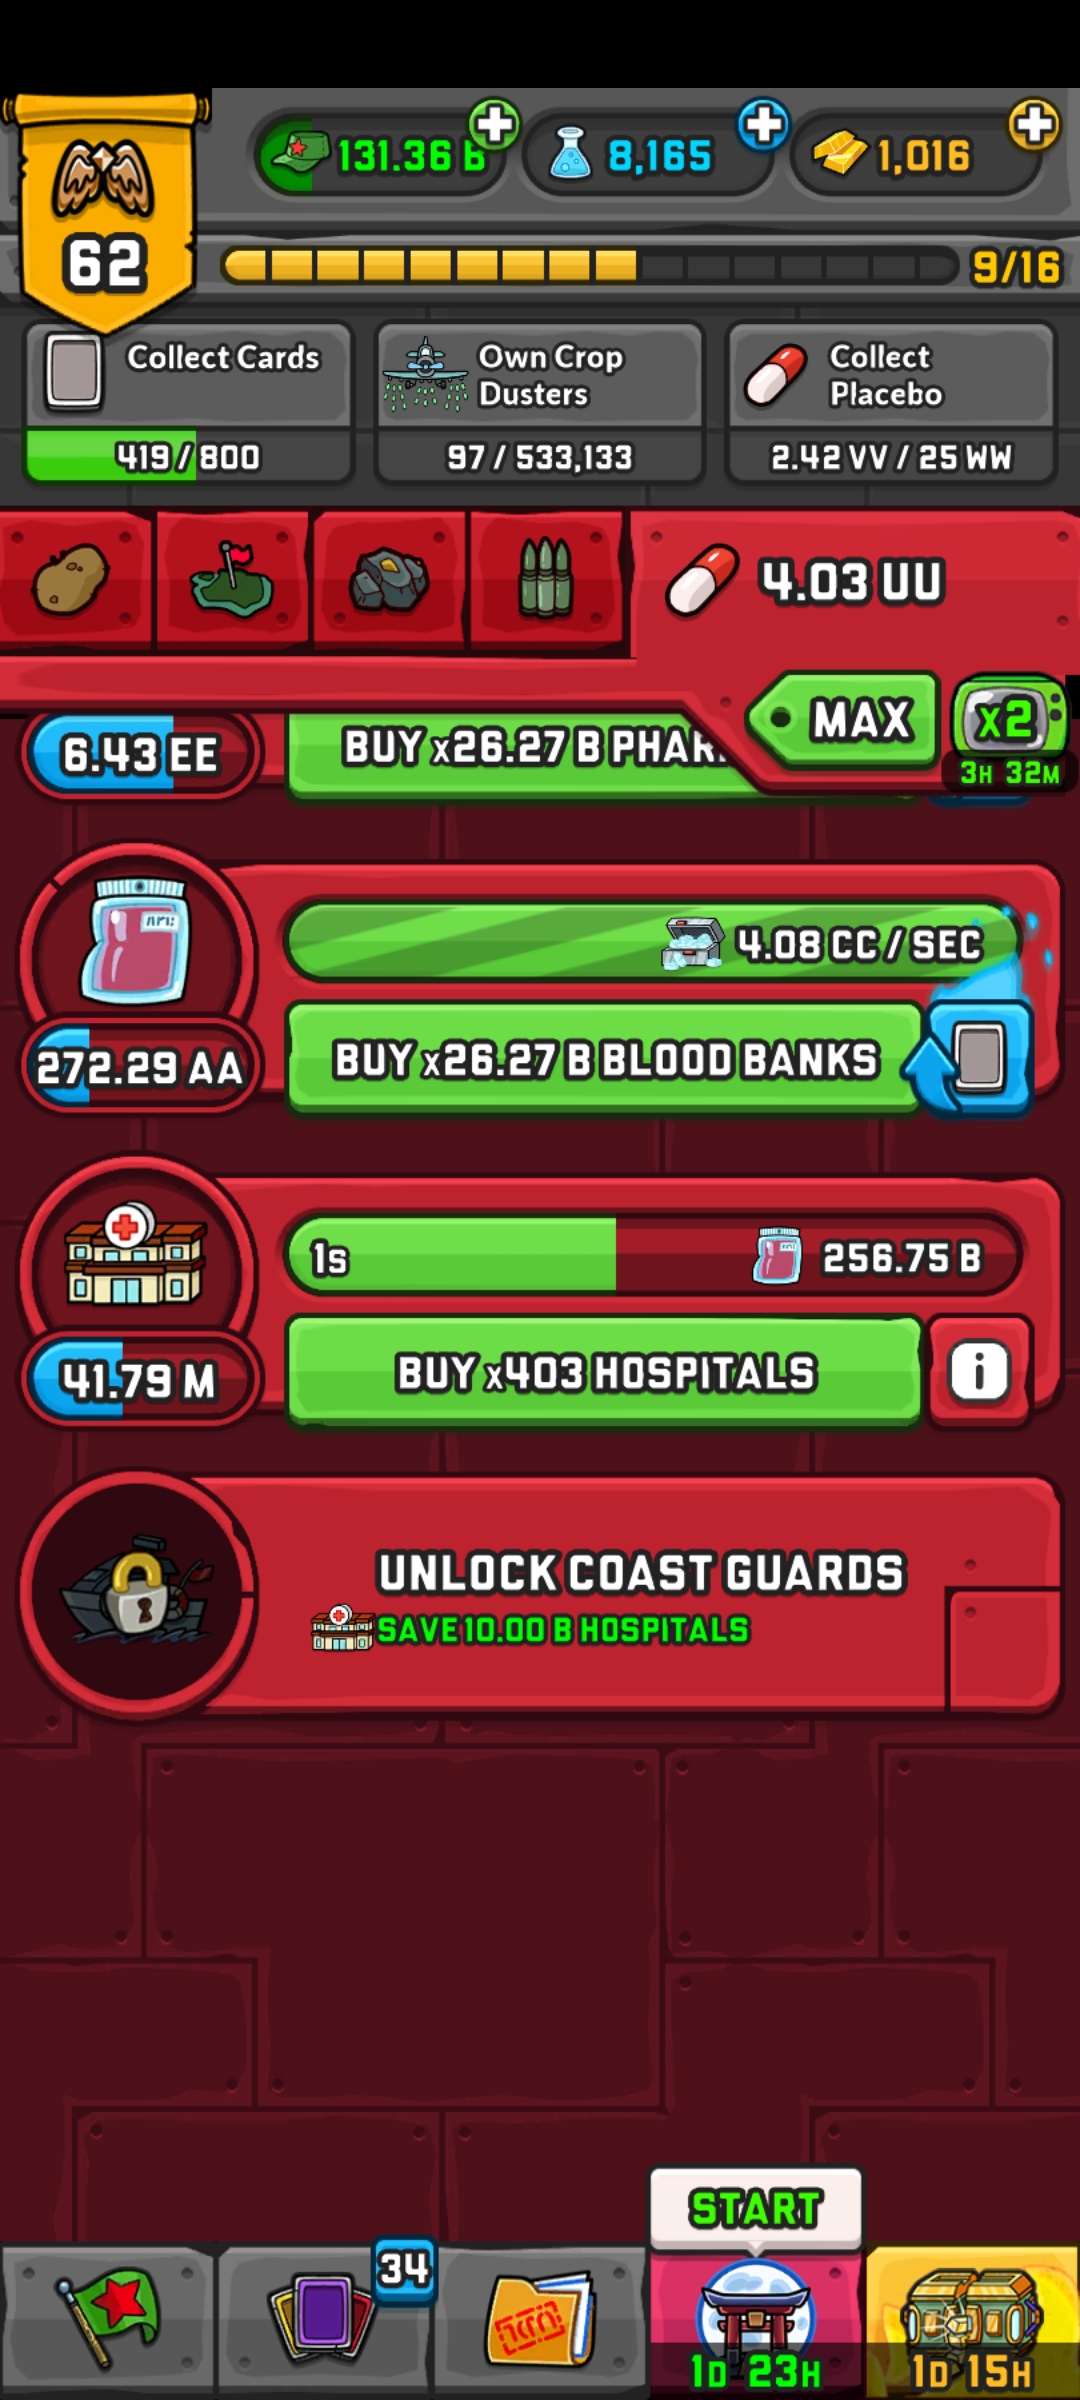 62
131.36 B
8,165
1,016
9/16
Collect Cards
419/800
Own Crop
Dusters
97/533,133
Collect
Placebo
2.42 VV/25 WW
4.03 UU
MAX
x2
3H 32M
6.43 EE
BUY x26.27 B PHAR
4.08 CC/SEC
272.29 AA
BUY x26.27 B BLOOD BANKS
1s
256.75 B
41.79 M
BUY x403 HOSPITALS
i
UNLOCK COAST GUARDS
SAVE 10.00 B HOSPITALS
START
34
1D 23H
1D 15H